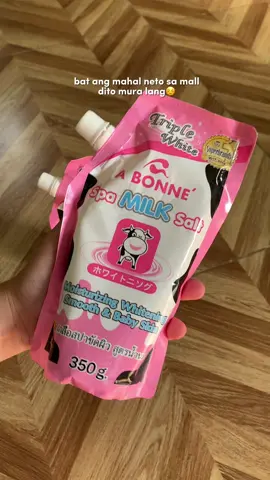 bat ang mahal neto sa mall
dito mura lang🥰
Triple
White
A BONNE'
Spa MILK Salt
ホワイトニング
Moisturizing Whitening
Smooth & Baby Skin
350 g.